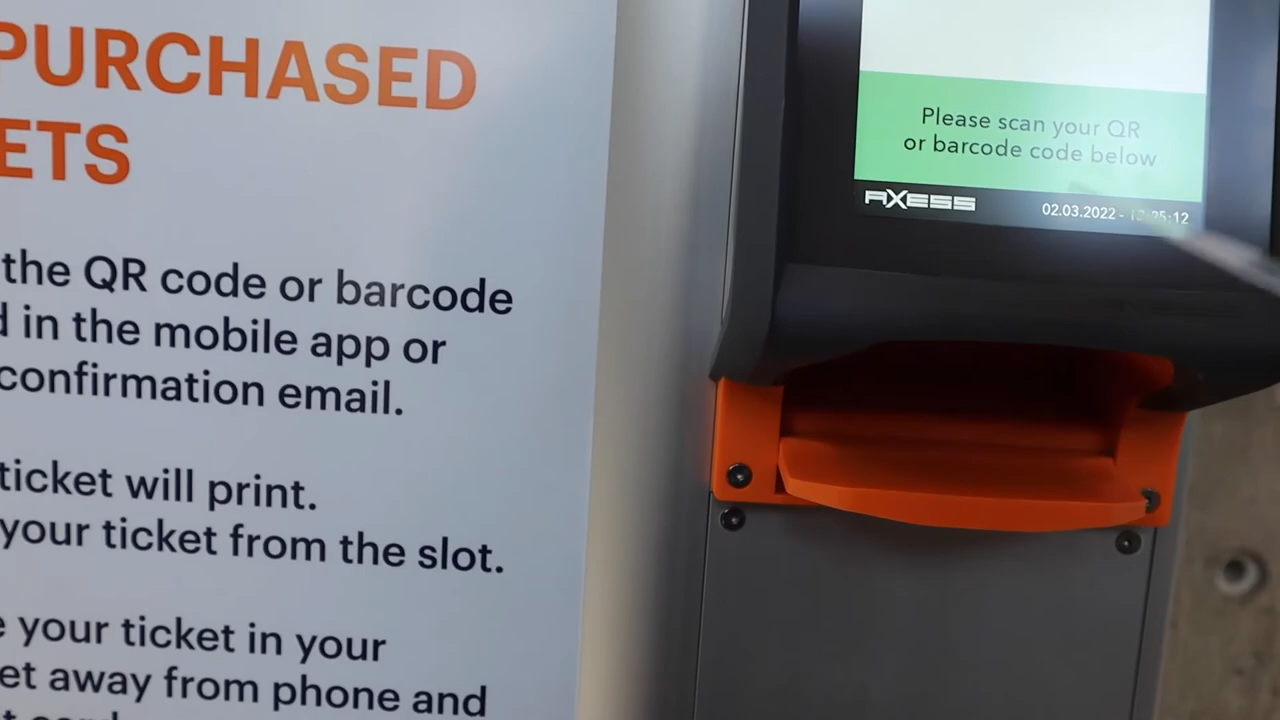 PURCHASED
ETS
the QR code or barcode
in the mobile app or
confirmation email.
ticket will print.
your ticket from the slot.
your ticket in your
et away from phone and
Please scan your QR
or barcode code below
AXESS
02.03.2022 -